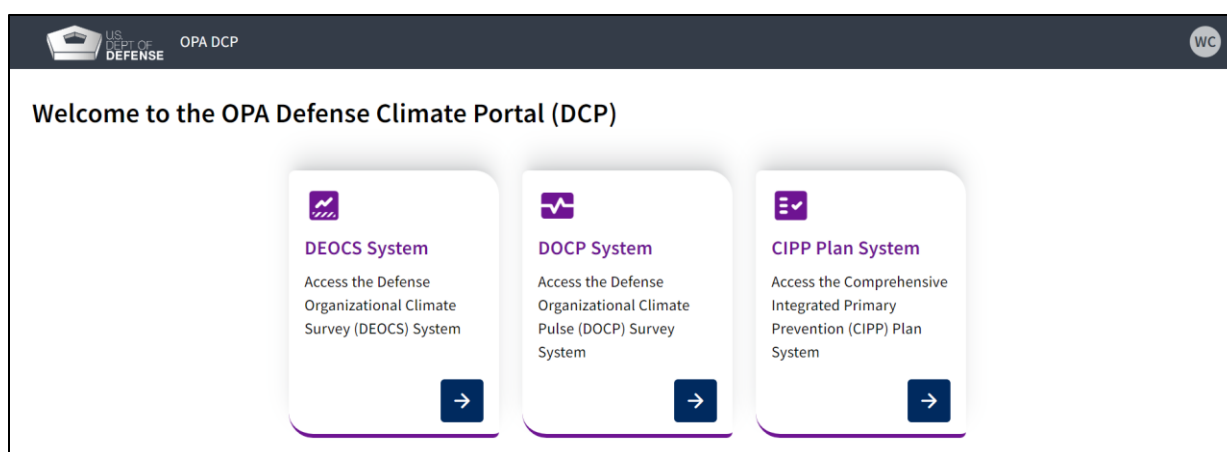 U.S.
DEPT OF
DEFENSE
OPA DCP
WC
Welcome to the OPA Defense Climate Portal (DCP)
DEOCS System
Access the Defense
Organizational Climate
Survey (DEOCS) System
DOCP System
Access the Defense
Organizational Climate
Pulse (DOCP) Survey
System
CIPP Plan System
Access the Comprehensive
Integrated Primary
Prevention (CIPP) Plan
System